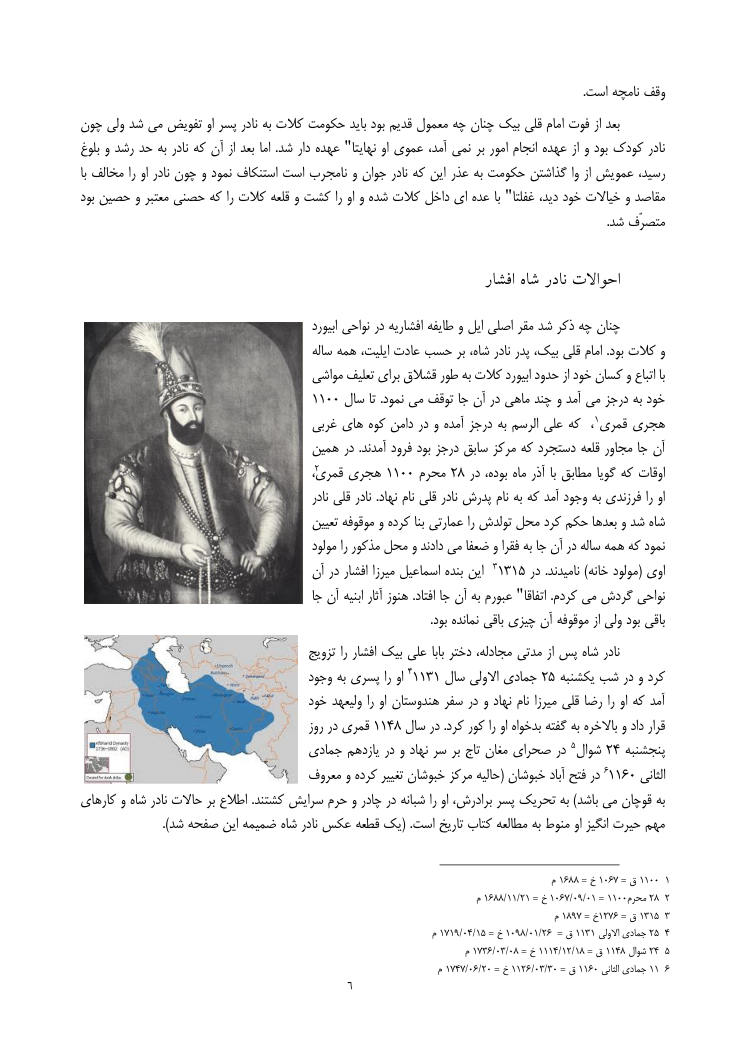 وقف نامچه است.
بعد از فوت امام قلی بیک چنان چه معمول قدیم بود باید حکومت کلات به نادر پسر او تفویض می شد ولی چون
نادر کودک بود و از عهده انجام امور بر نمی آمد، عموی او نهایتا" عهده دار شد. اما بعد از آن که نادر به حد رشد و بلوغ
رسید، عمویش از وا گذاشتن حکومت به عذر این که نادر جوان و نامجرب است استنکاف نمود و چون نادر او را مخالف با
مقاصد و خیالات خود دید، غفلتا" با عده ای داخل کلات شده و او را کشت و قلعه کلات را که حصنی معتبر و حصین بود
متصرّف شد.
احوالات نادر شاه افشار
چنان چه ذکر شد مقر اصلی ایل و طایفه افشاریه در نواحی ابیورد
و کلات بود. امام قلی بیک، پدر نادر شاه، بر حسب عادت ایلیت، همه ساله
با اتباع و کسان خود از حدود ابیورد کلات به طور قشلاق برای تعلیف مواشی
خود به درجز می آمد و چند ماهی در آن جا توقف می نمود. تا سال ۱۱۰۰
هجری قمری۱، که علی الرسم به درجز آمده و در دامن کوه های غربی
آن جا مجاور قلعه دستجرد که مرکز سابق درجز بود فرود آمدند. در همین
اوقات که گویا مطابق با آذر ماه بوده، در ۲۸ محرم ۱۱۰۰ هجری قمری۲،
او را فرزندی به وجود آمد که به نام پدرش نادر قلی نام نهاد. نادر قلی نادر
شاه شد و بعدها حکم کرد محل تولدش را عمارتی بنا کرده و موقوفه تعیین
نمود که همه ساله در آن جا به فقرا و ضعفا می دادند و محل مذکور را مولود
اوی (مولود خانه) نامیدند. در ۱۳۱۵۳ این بنده اسماعیل میرزا افشار در آن
نواحی گردش می کردم. اتفاقا" عبورم به آن جا افتاد. هنوز آثار ابنیه آن جا
باقی بود ولی از موقوفه آن چیزی باقی نمانده بود.
نادر شاه پس از مدتی مجادله، دختر بابا علی بیک افشار را تزویج
کرد و در شب یکشنبه ۲۵ جمادی الاولی سال ۱۱۳۱۴ او را پسری به وجود
آمد که او را رضا قلی میرزا نام نهاد و در سفر هندوستان او را ولیعهد خود
قرار داد و بالاخره به گفته بدخواه او را کور کرد. در سال ۱۱۴۸ قمری در روز
پنجشنبه ۲۴ شوال۵ در صحرای مغان تاج بر سر نهاد و در یازدهم جمادی
الثانی ۱۱۶۰۶ در فتح آباد خبوشان (حالیه مرکز خبوشان تغییر کرده و معروف
به قوچان می باشد) به تحریک پسر برادرش، او را شبانه در چادر و حرم سرایش کشتند. اطلاع بر حالات نادر شاه و کارهای
مهم حیرت انگیز او منوط به مطالعه کتاب تاریخ است. (یک قطعه عکس نادر شاه ضمیمه این صفحه شد).
Afsharid Dynasty
1736-1802 (AD)
۱ ۱۱۰۰ ق = ۱۰۶۷ خ = ۱۶۸۸ م
۲ ۲۸ محرم۱۱۰۰ = ۱۰۶۷/۰۹/۰۱ خ = ۱۶۸۸/۱۱/۲۱ م
۳ ۱۳۱۵ ق =۱۲۷۶خ = ۱۸۹۷ م
۴ ۲۵ جمادی الاولی ۱۱۳۱ ق = ۱۰۹۸/۰۱/۲۶ خ = ۱۷۱۹/۰۴/۱۵ م
۵ ۲۴ شوال ۱۱۴۸ ق = ۱۱۱۴/۱۲/۱۸ خ = ۱۷۳۶/۰۳/۰۸ م
۶ ۱۱ جمادی الثانی ۱۱۶۰ ق = ۱۱۲۶/۰۳/۳۰ خ = ۱۷۴۷/۰۶/۲۰ م
۶